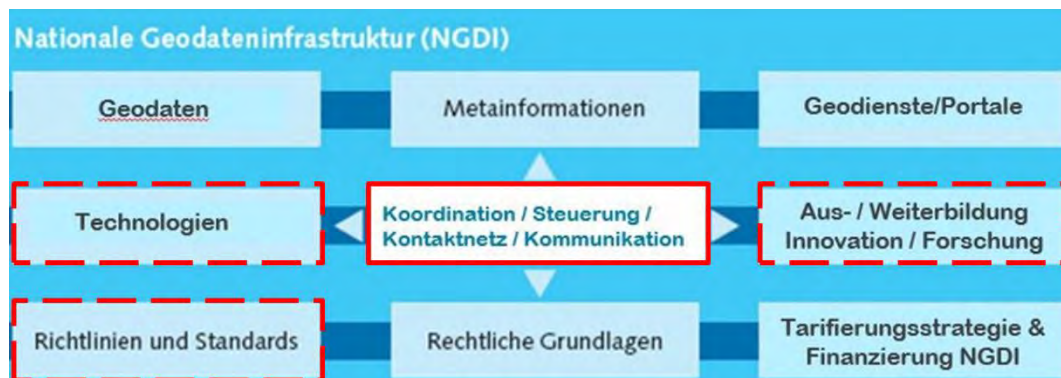 Nationale Geodateninfrastruktur (NGDI)
Geodaten
Metainformationen
Geodienste/Portale
Technologien
Koordination / Steuerung /
Kontaktnetz / Kommunikation
Aus- / Weiterbildung
Innovation / Forschung
Richtlinien und Standards
Rechtliche Grundlagen
Tarifierungsstrategie &
Finanzierung NGDI